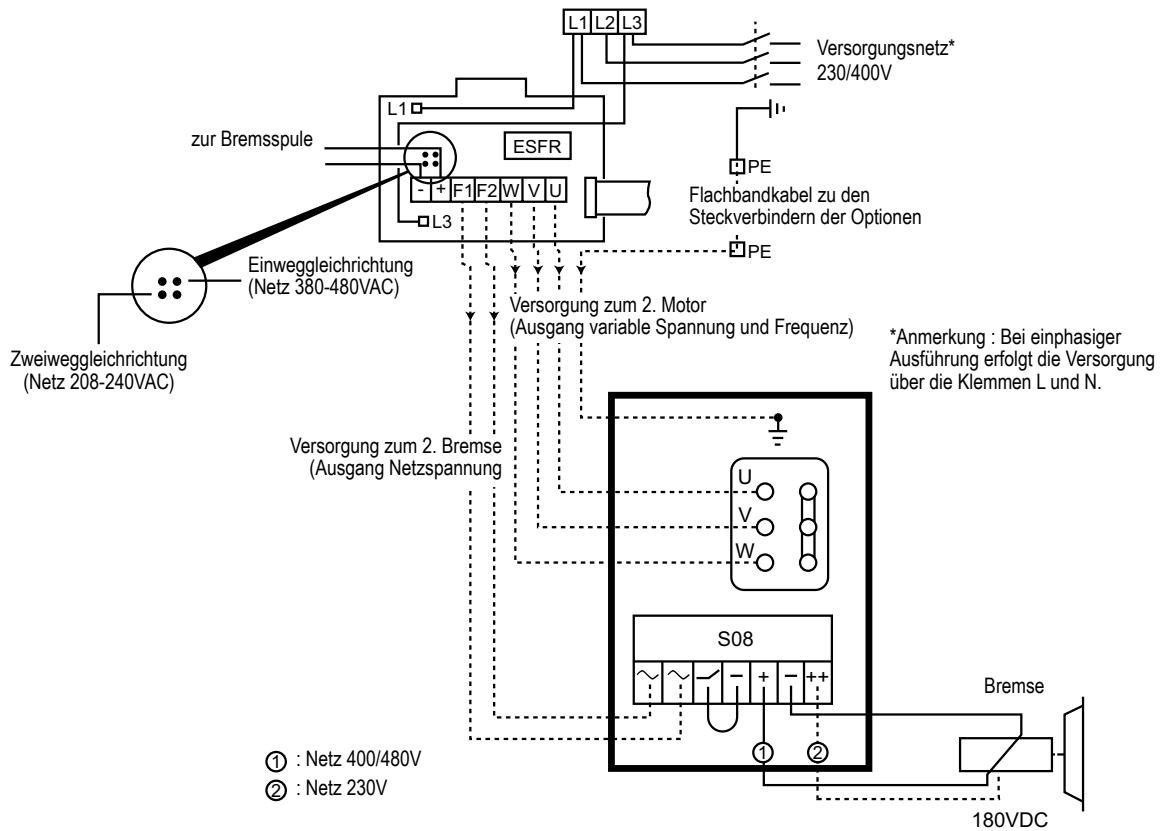 L1 L2 L3
Versorgungsnetz*
230/400V
L1
zur Bremsspule
ESFR
PE
- + F1 F2 W V U
Flachbandkabel zu den
Steckverbindern der Optionen
L3
PE
Einweggleichrichtung
(Netz 380-480VAC)
Versorgung zum 2. Motor
(Ausgang variable Spannung und Frequenz)
Zweiweggleichrichtung
(Netz 208-240VAC)
*Anmerkung : Bei einphasiger
Ausführung erfolgt die Versorgung
über die Klemmen L und N.
Versorgung zum 2. Bremse
(Ausgang Netzspannung
U
V
W
S08
~ ~ − + − ++
Bremse
1 2
① : Netz 400/480V
② : Netz 230V
180VDC